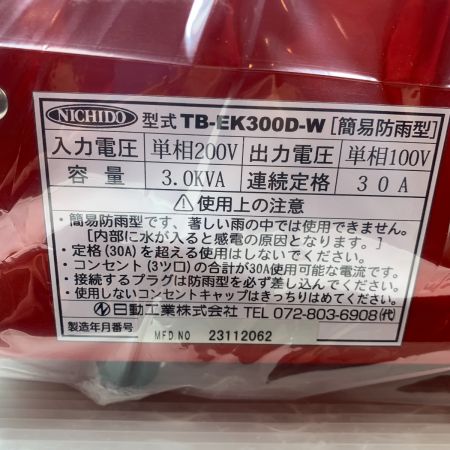 NICHIDO 型式 TB-EK300D-W [簡易防雨型]
入力電圧 単相200V 出力電圧 単相100V
容量 3.0KVA 連続定格 30A
⚠使用上の注意
・簡易防雨型です、著しい雨の中では使用できません。
[内部に水が入ると感電の原因となります。]
・定格(30A)を超える使用はしないでください。
・コンセント(3ツ口)の合計が30A使用可能な電流です。
・接続するプラグは防雨型を必ず差し込んでください。
・使用しないコンセントキャップはきっちりはめてください。
日動工業株式会社 TEL 072-803-6908(代)
製造年月番号 MFD NO 23112062